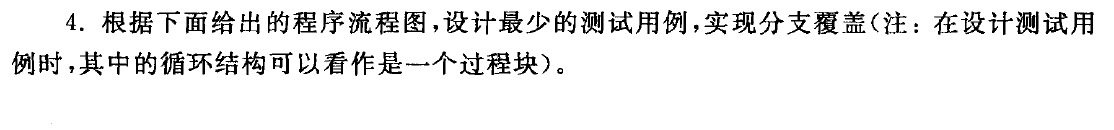 4. 根据下面给出的程序流程图,设计最少的测试用例,实现分支覆盖(注: 在设计测试用
例时,其中的循环结构可以看作是一个过程块)。